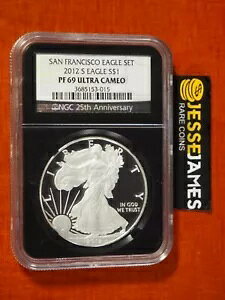 SAN FRANCISCO EAGLE SET
2012 S EAGLE S$1
PF 69 ULTRA CAMEO
3685153-015
NGC 25th Anniversary
JESSE JAMES
RARE COINS
LIBERTY
IN GOD
WE TRUST